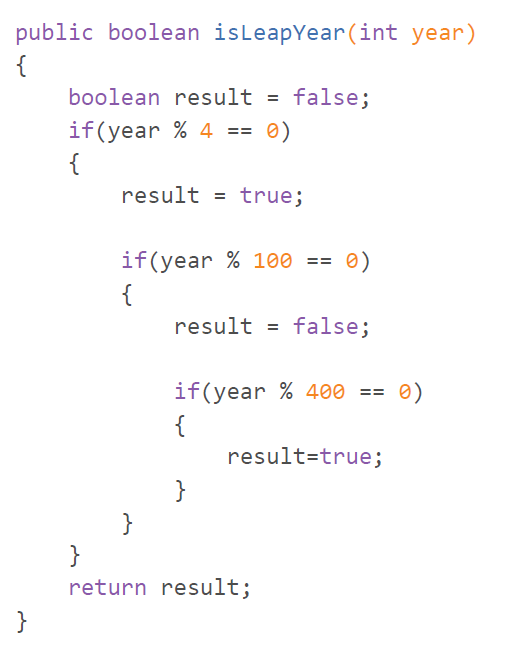 public boolean isLeapYear(int year)
{
    boolean result = false;
    if(year % 4 == 0)
    {
        result = true;

        if(year % 100 == 0)
        {
            result = false;

            if(year % 400 == 0)
            {
                result=true;
            }
        }
    }
    return result;
}